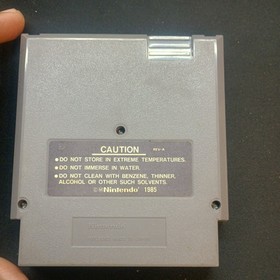 CAUTION REV-A
• DO NOT STORE IN EXTREME TEMPERATURES.
• DO NOT IMMERSE IN WATER.
• DO NOT CLEAN WITH BENZENE, THINNER,
ALCOHOL OR OTHER SUCH SOLVENTS.
©®Nintendo® 1985